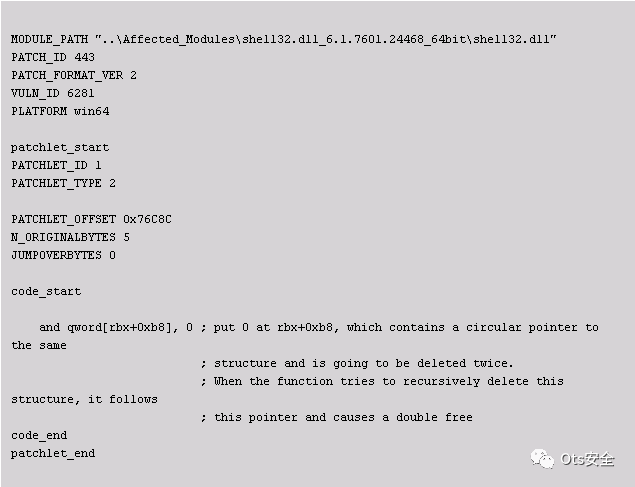 MODULE_PATH "..\Affected_Modules\shell32.dll_6.1.7601.24468_64bit\shell32.dll"
PATCH_ID 443
PATCH_FORMAT_VER 2
VULN_ID 6281
PLATFORM win64
patchlet_start
PATCHLET_ID 1
PATCHLET_TYPE 2
PATCHLET_OFFSET 0x76C8C
N_ORIGINALBYTES 5
JUMPOVERBYTES 0
code_start
and qword[rbx+0xb8], 0 ; put 0 at rbx+0xb8, which contains a circular pointer to
the same
; structure and is going to be deleted twice.
; When the function tries to recursively delete this
structure, it follows
; this pointer and causes a double free
code_end
patchlet_end
Ots安全